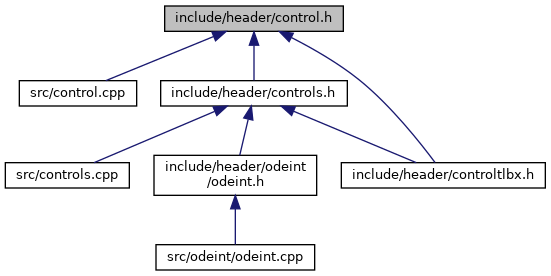 include/header/control.h
src/control.cpp
include/header/controls.h
src/controls.cpp
include/header/odeint
/odeint.h
include/header/controltlbx.h
src/odeint/odeint.cpp